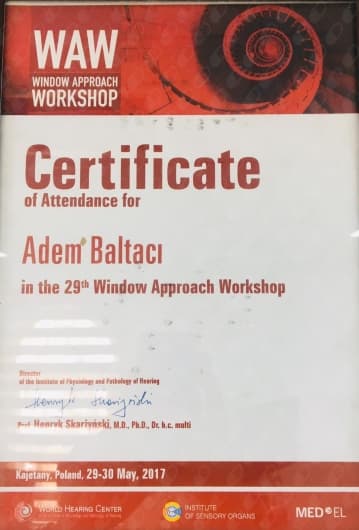 WAW
WINDOW APPROACH
WORKSHOP
Certificate
of Attendance for
Adem Baltacı
in the 29th Window Approach Workshop
Director
of the Institute of Physiology and Pathology of Hearing
Henryk Skarżyński
Prof. Henryk Skarżyński, M.D., Ph.D., Dr. h.c. multi
Kajetany, Poland, 29-30 May, 2017
WORLD HEARING CENTER
INSTITUTE
OF SENSORY ORGANS
MED°EL